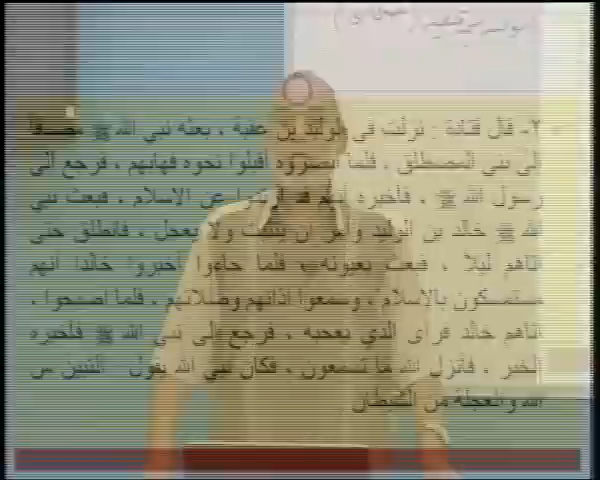 ٢- قال قتادة : نزلت في الوليد بن عقبة ، بعثه نبي الله ﷺ مصدقا
إلى بني المصطلق ، فلما أبصروه أقبلوا نحوه فهابهم ، فرجع إلى
رسول الله ﷺ ، فأخبره أنهم قد ارتدوا عن الاسلام ، فبعث نبي
الله ﷺ خالد بن الوليد وأمره أن يتثبت ولا يعجل ، فانطلق حتى
أتاهم ليلا ، فبعث عيونه فلما جاءوا أخبروا خالدا أنهم
مستمسكون بالاسلام ، وسمعوا أذانهم وصلاتهم ، فلما اصبحوا ،
أتاهم خالد فرأى الذي يعجبه ، فرجع إلى نبي الله ﷺ فأخبره
الخبر ، فأنزل الله ما تسمعون ، فكان نبي الله يقول التبين من
الله والعجلة من الشيطان